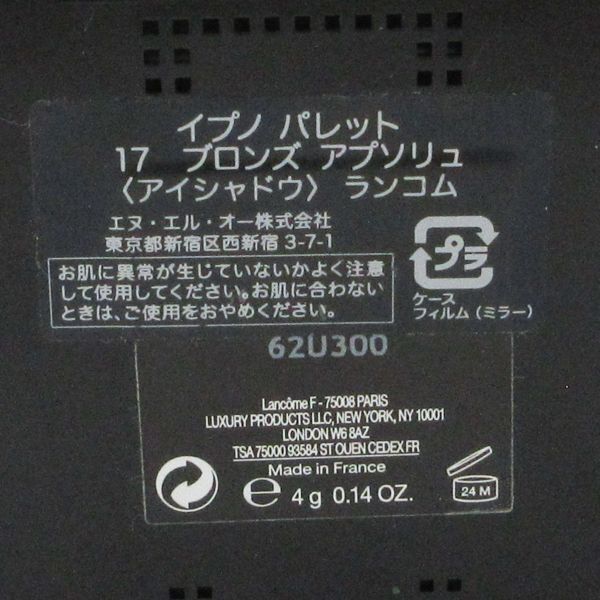 イプノ パレット
17 ブロンズ アプソリュ
〈アイシャドウ〉 ランコム
エヌ・エル・オー株式会社
東京都新宿区西新宿 3-7-1
お肌に異常が生じていないかよく注意
して使用してください。お肌に合わない
ときは、ご使用をおやめください。
プラ
ケース
フィルム（ミラー）
62U300
Lancôme F - 75008 PARIS
LUXURY PRODUCTS LLC, NEW YORK, NY 10001
LONDON W6 8AZ
TSA 75000 93584 ST OUEN CEDEX FR
Made in France
e 4 g 0.14 OZ.
24 M